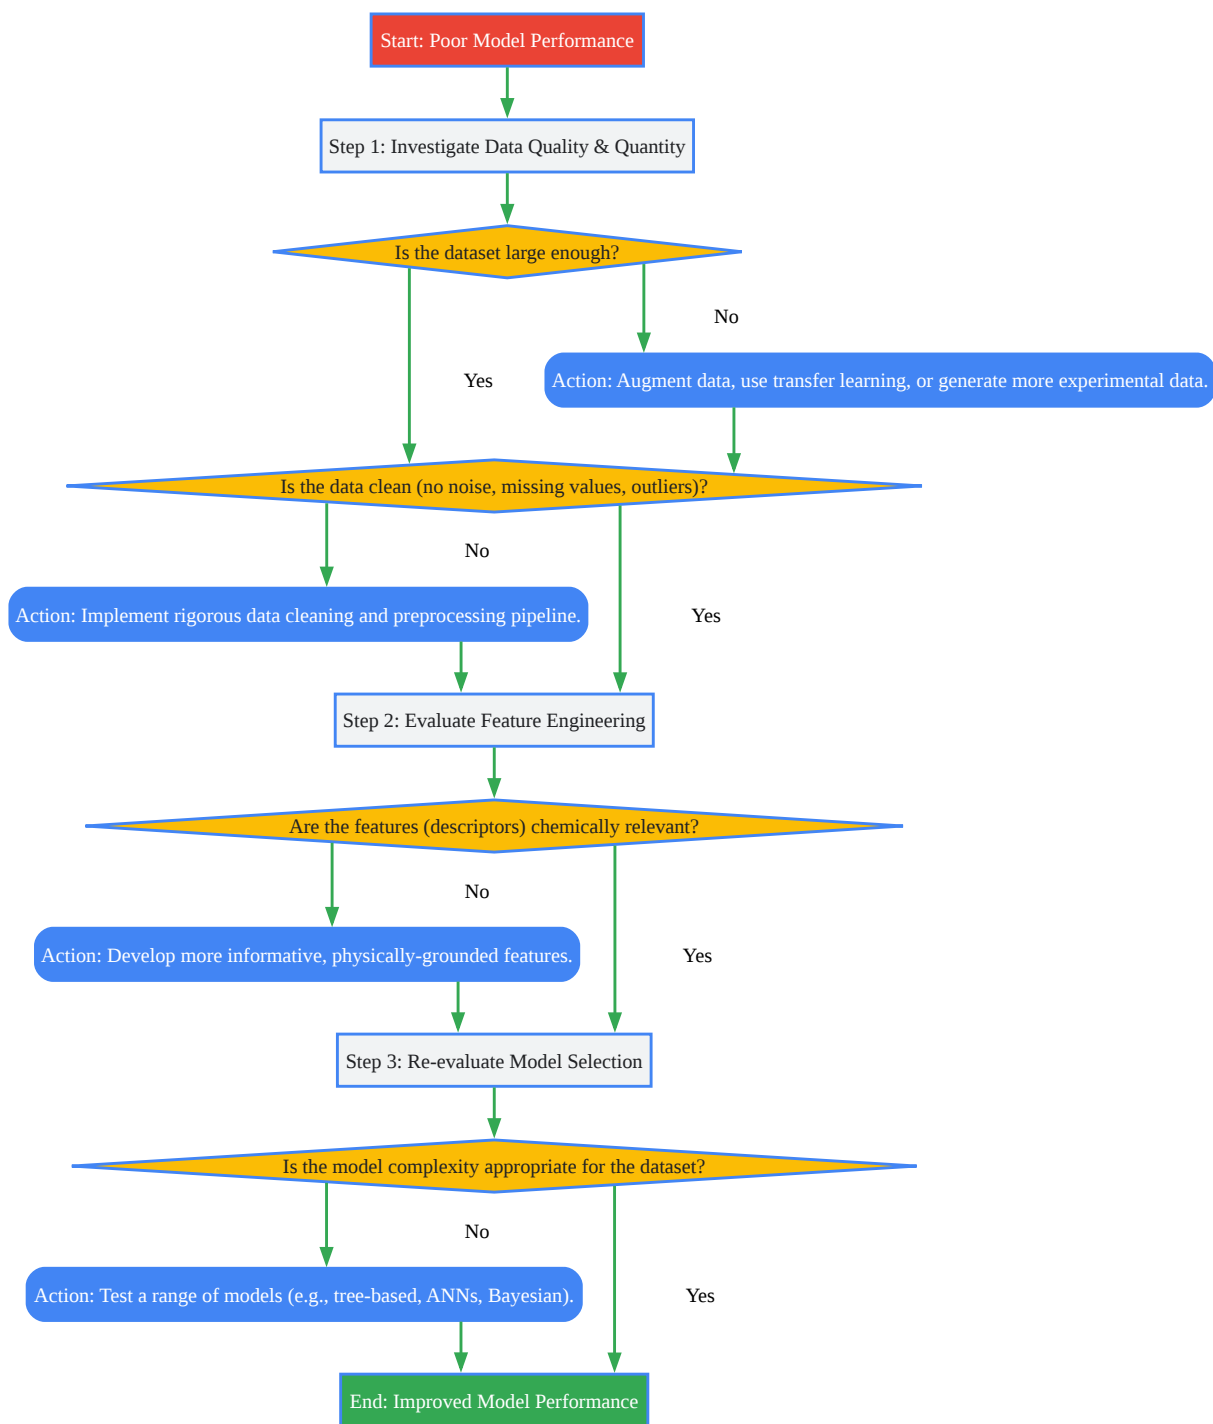 Start: Poor Model Performance
Step 1: Investigate Data Quality & Quantity
Is the dataset large enough?
No
Yes
Action: Augment data, use transfer learning, or generate more experimental data.
Is the data clean (no noise, missing values, outliers)?
No
Action: Implement rigorous data cleaning and preprocessing pipeline.
Yes
Step 2: Evaluate Feature Engineering
Are the features (descriptors) chemically relevant?
No
Action: Develop more informative, physically-grounded features.
Yes
Step 3: Re-evaluate Model Selection
Is the model complexity appropriate for the dataset?
No
Action: Test a range of models (e.g., tree-based, ANNs, Bayesian).
Yes
End: Improved Model Performance